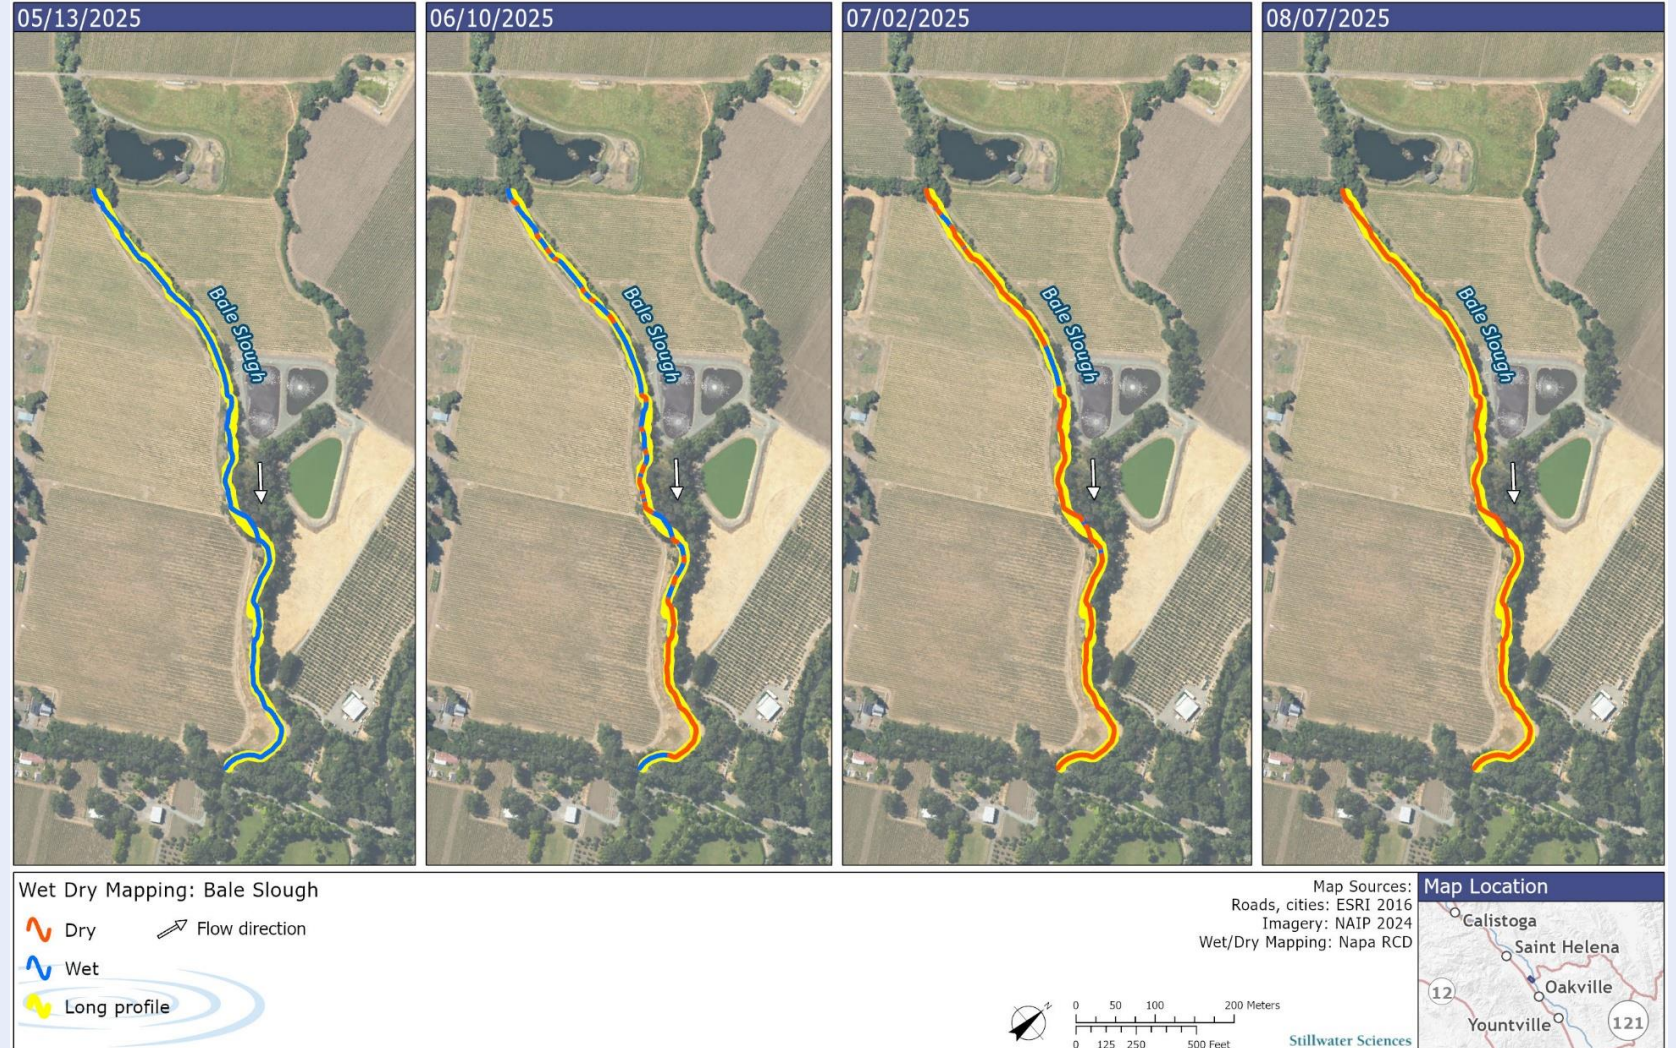 05/13/2025
06/10/2025
07/02/2025
08/07/2025
Bale Slough
Bale Slough
Bale Slough
Bale Slough
Wet Dry Mapping: Bale Slough
Dry
Flow direction
Wet
Long profile
Map Sources:
Roads, cities: ESRI 2016
Imagery: NAIP 2024
Wet/Dry Mapping: Napa RCD
N
0 50 100 200 Meters
0 125 250 500 Feet
Stillwater Sciences
Map Location
Calistoga
Saint Helena
12
Oakville
Yountville
121